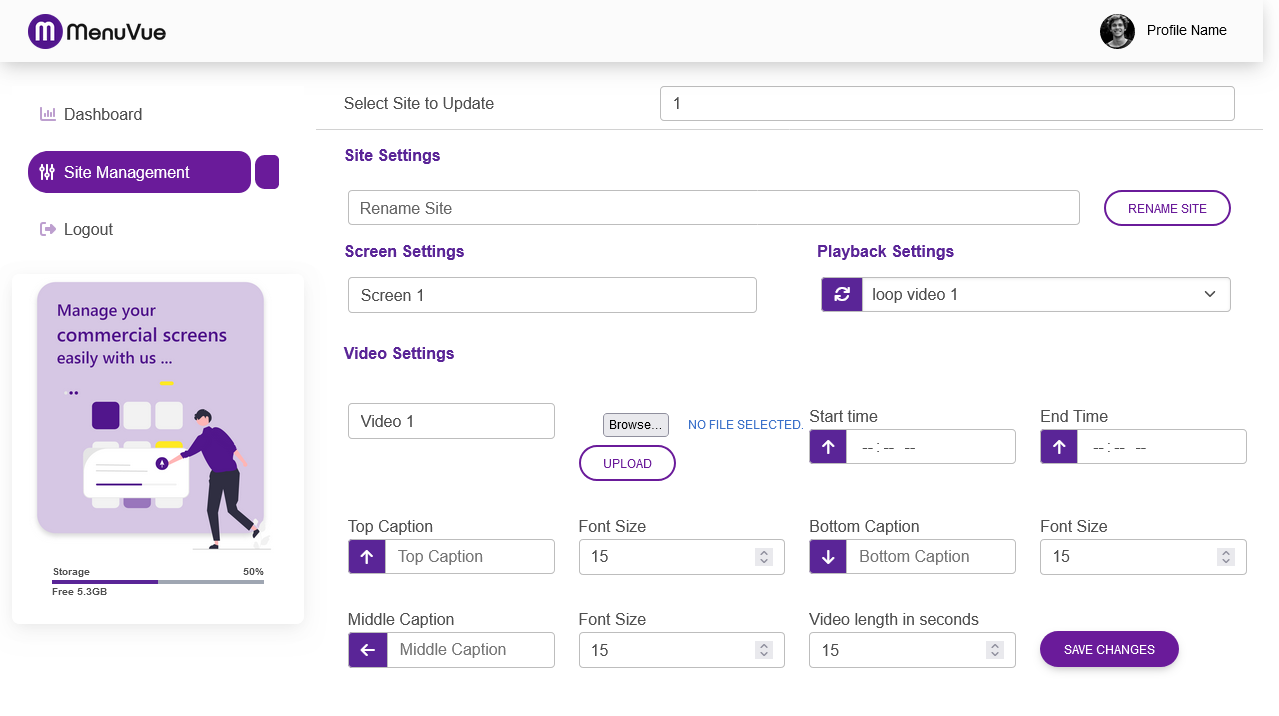 MenuVue
Profile Name
Dashboard
Site Management
Logout
Manage your
commercial screens
easily with us ...
Storage 50%
Free 5.3GB
Select Site to Update 1
Site Settings
Rename Site RENAME SITE
Screen Settings Playback Settings
Screen 1 loop video 1
Video Settings
Start time End Time
Video 1 Browse... NO FILE SELECTED. --:-- -- --:-- --
UPLOAD
Top Caption Font Size Bottom Caption Font Size
Top Caption 15 Bottom Caption 15
Middle Caption Font Size Video length in seconds
Middle Caption 15 15 SAVE CHANGES